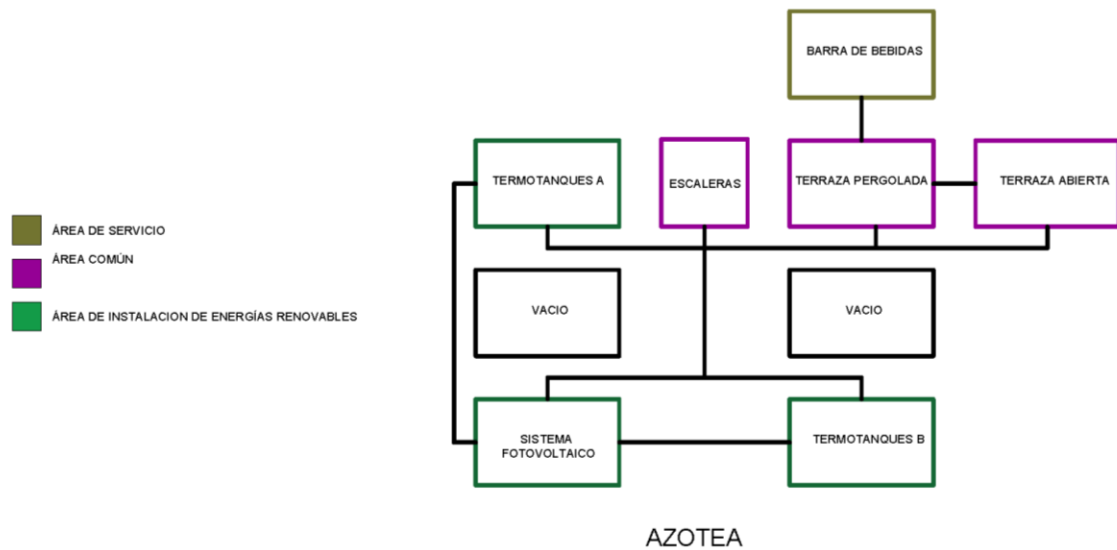 BARRA DE BEBIDAS
TERMOTANQUES A
ESCALERAS
TERRAZA PERGOLADA
TERRAZA ABIERTA
ÁREA DE SERVICIO
ÁREA COMÚN
ÁREA DE INSTALACION DE ENERGÍAS RENOVABLES
VACIO
VACIO
SISTEMA
FOTOVOLTAICO
TERMOTANQUES B
AZOTEA